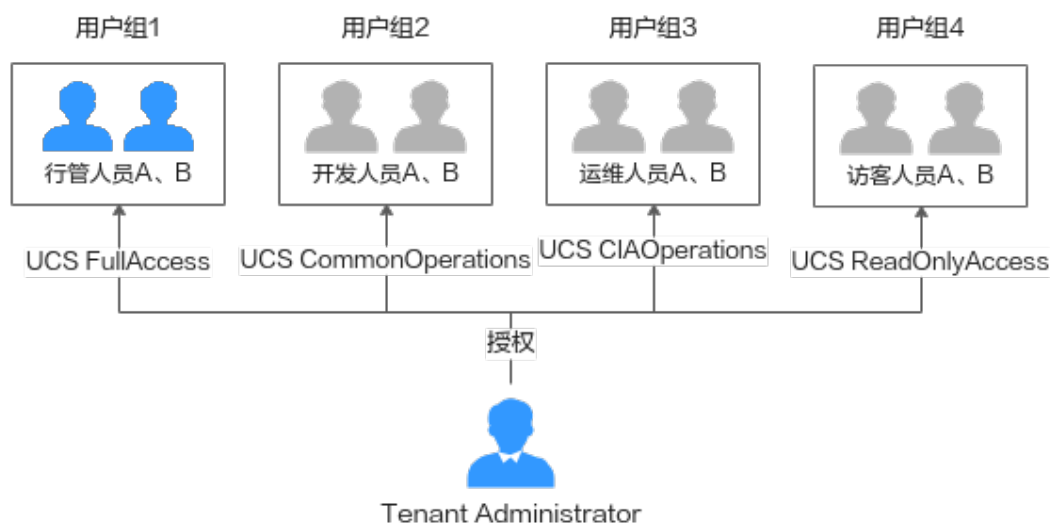 用户组1
用户组2
用户组3
用户组4
行管人员A、B
开发人员A、B
运维人员A、B
访客人员A、B
UCS FullAccess
UCS CommonOperations
UCS CIAOperations
UCS ReadOnlyAccess
授权
Tenant Administrator